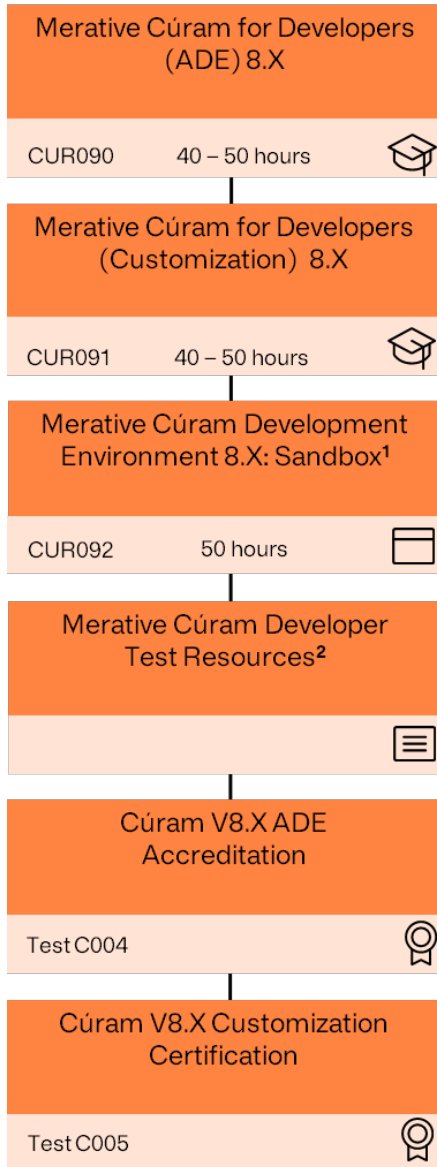 Merative Cúram for Developers
(ADE) 8.X
CUR090 40 – 50 hours
Merative Cúram for Developers
(Customization) 8.X
CUR091 40 – 50 hours
Merative Cúram Development
Environment 8.X: Sandbox¹
CUR092 50 hours
Merative Cúram Developer
Test Resources²
Cúram V8.X ADE
Accreditation
Test C004
Cúram V8.X Customization
Certification
Test C005